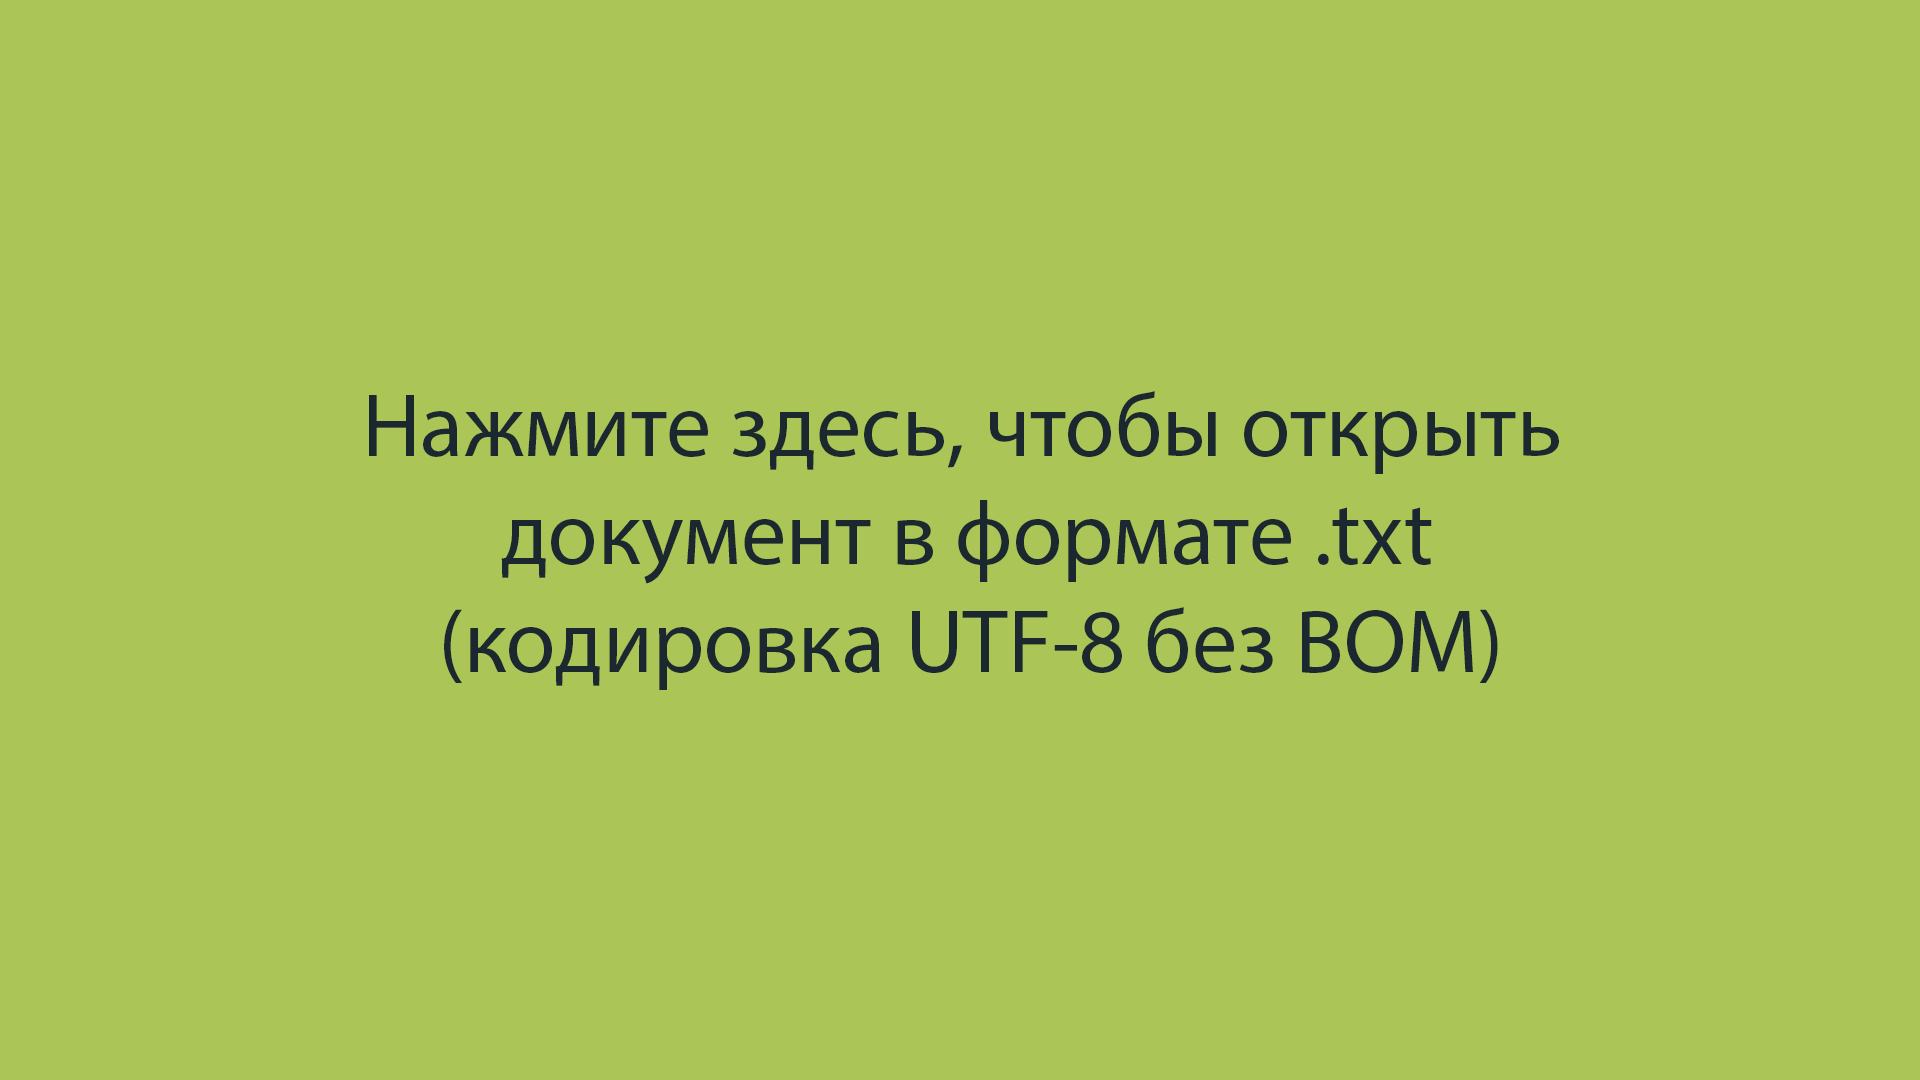 Нажмите здесь, чтобы открыть
документ в формате .txt
(кодировка UTF-8 без BOM)